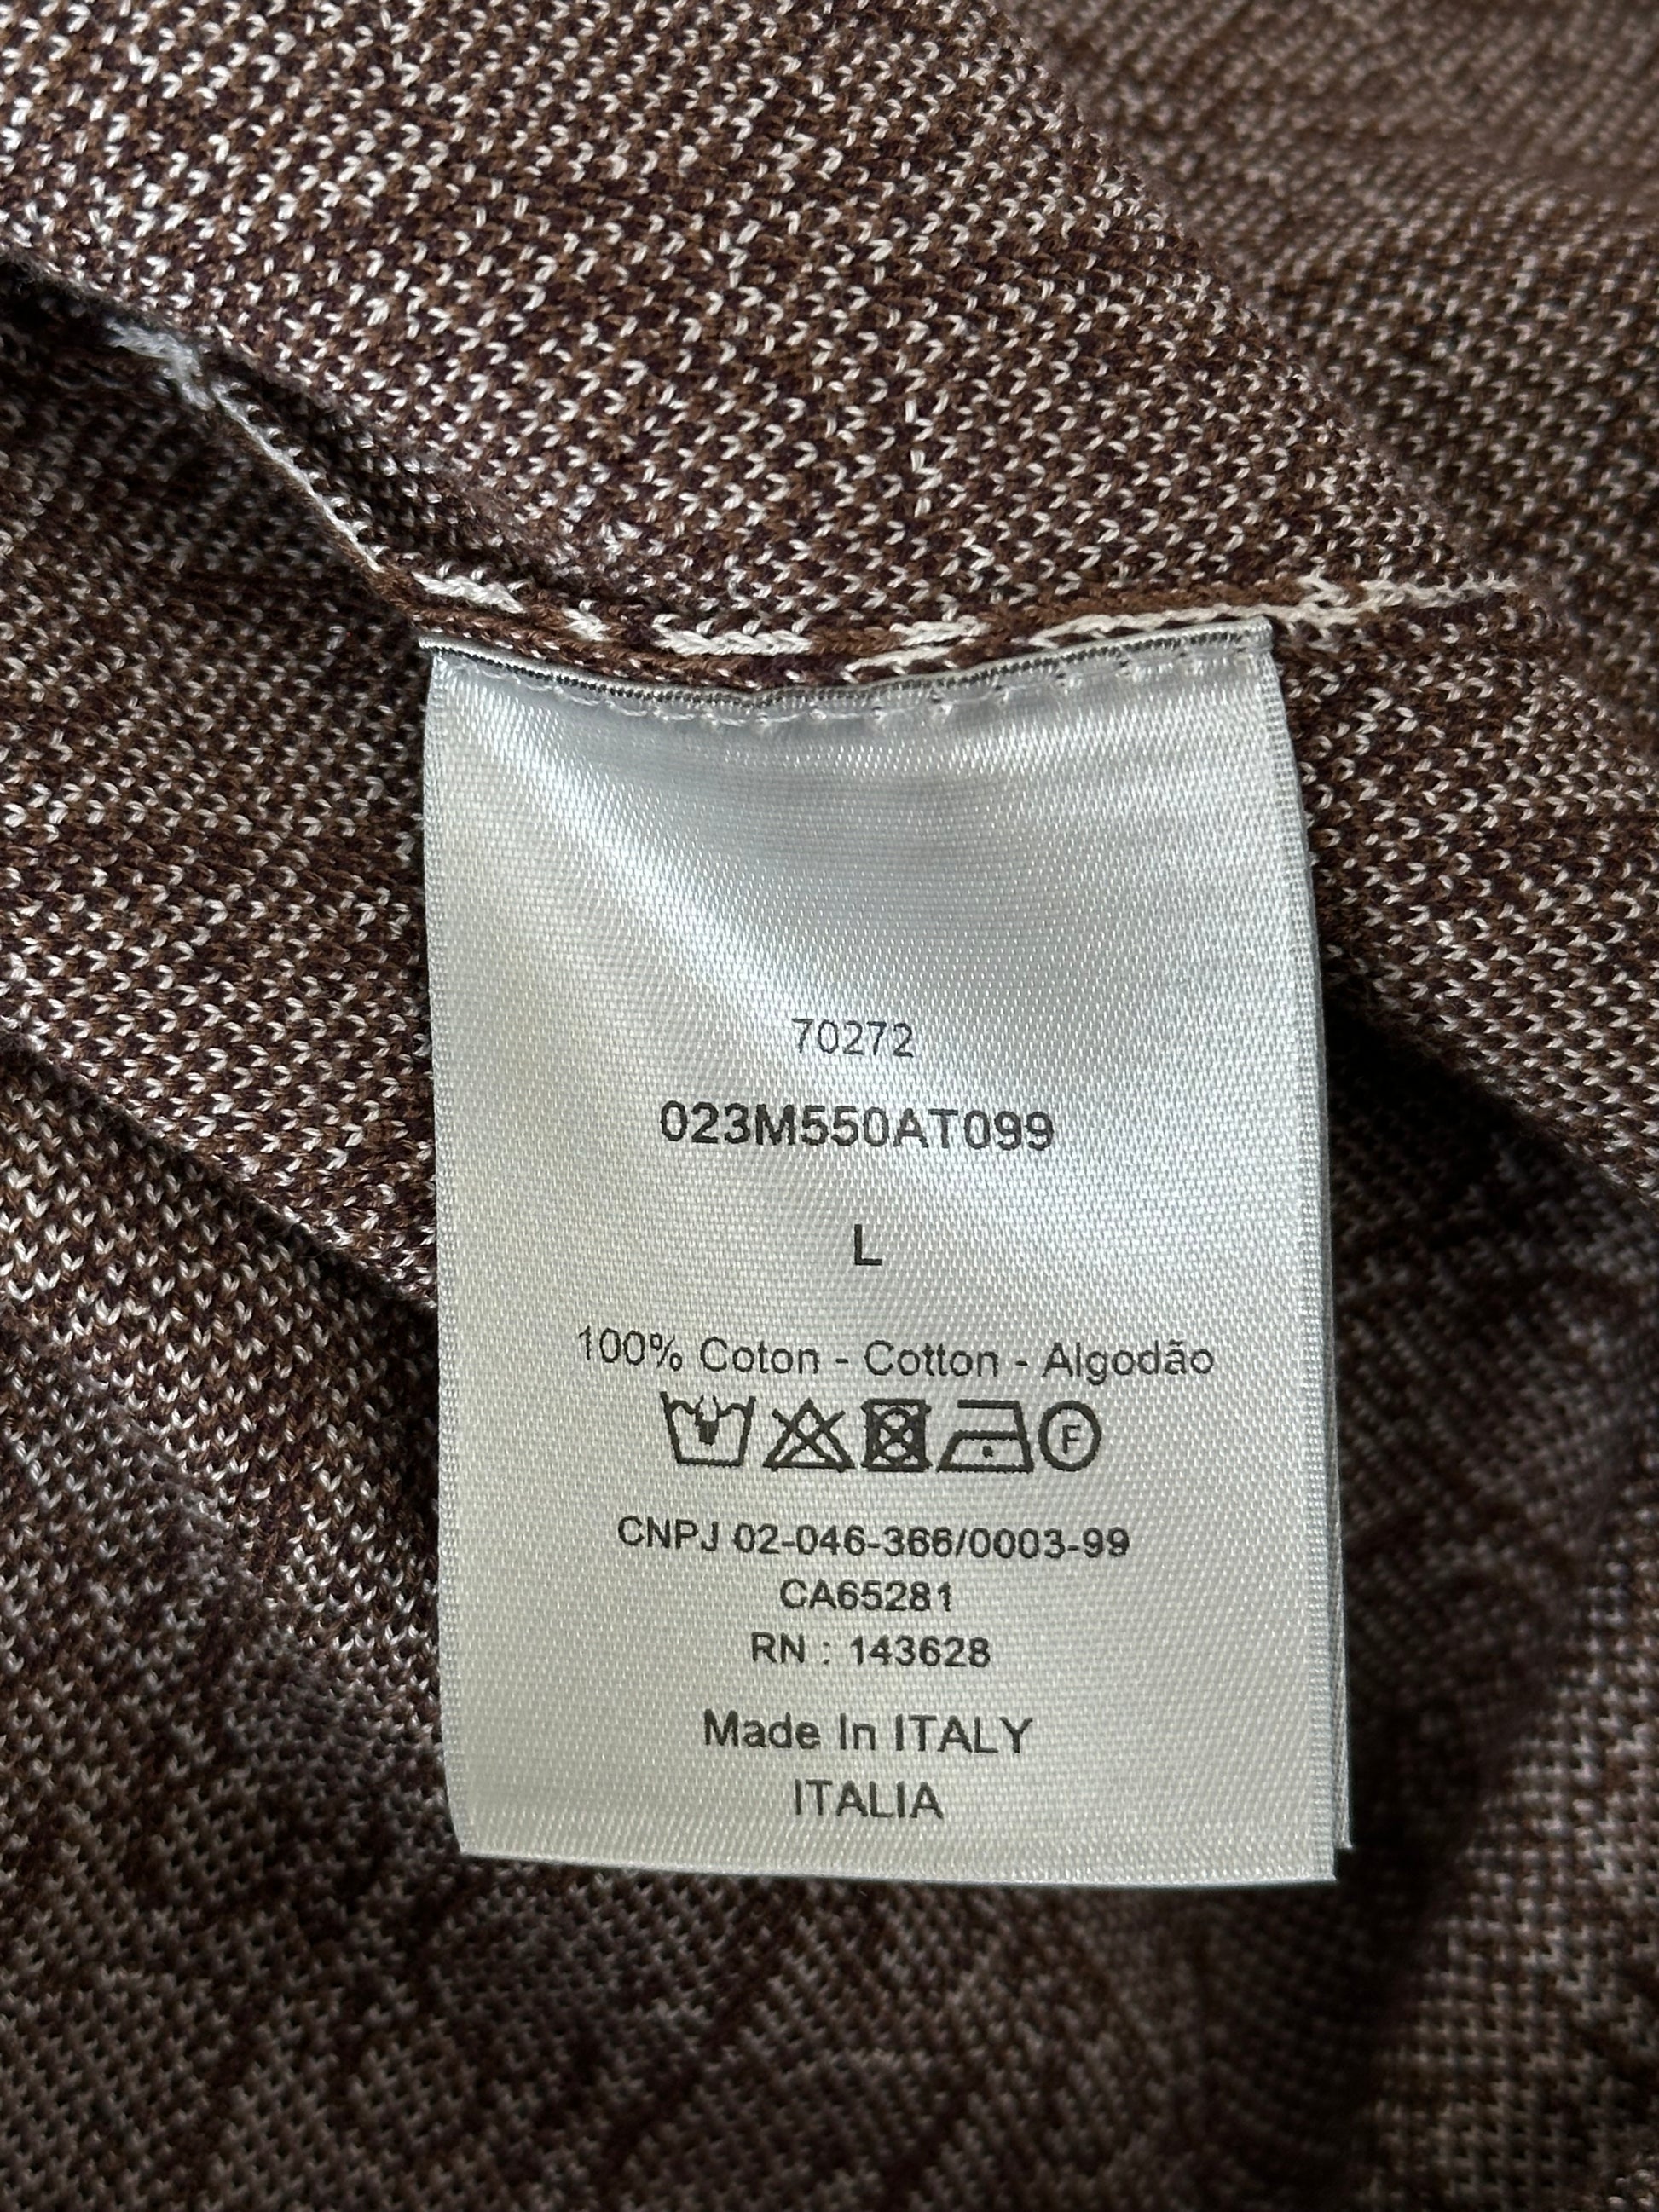 70272
023M550AT099
L
100% Coton - Cotton - Algodão
F
CNPJ 02-046-366/0003-99
CA65281
RN : 143628
Made In ITALY
ITALIA